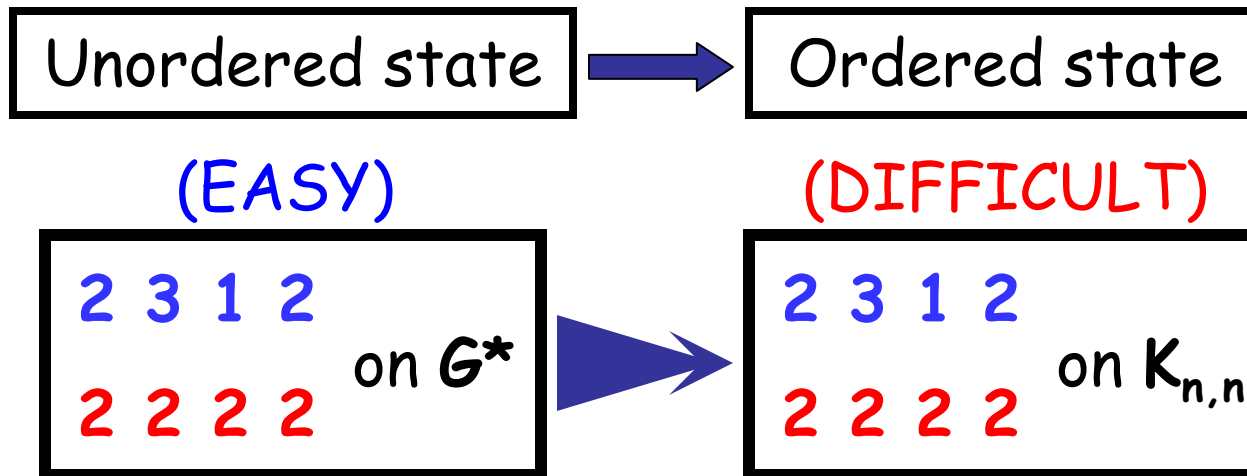 Unordered state
Ordered state
(EASY)
(DIFFICULT)
2 3 1 2
on G*
2 2 2 2
2 3 1 2
on Kn,n
2 2 2 2